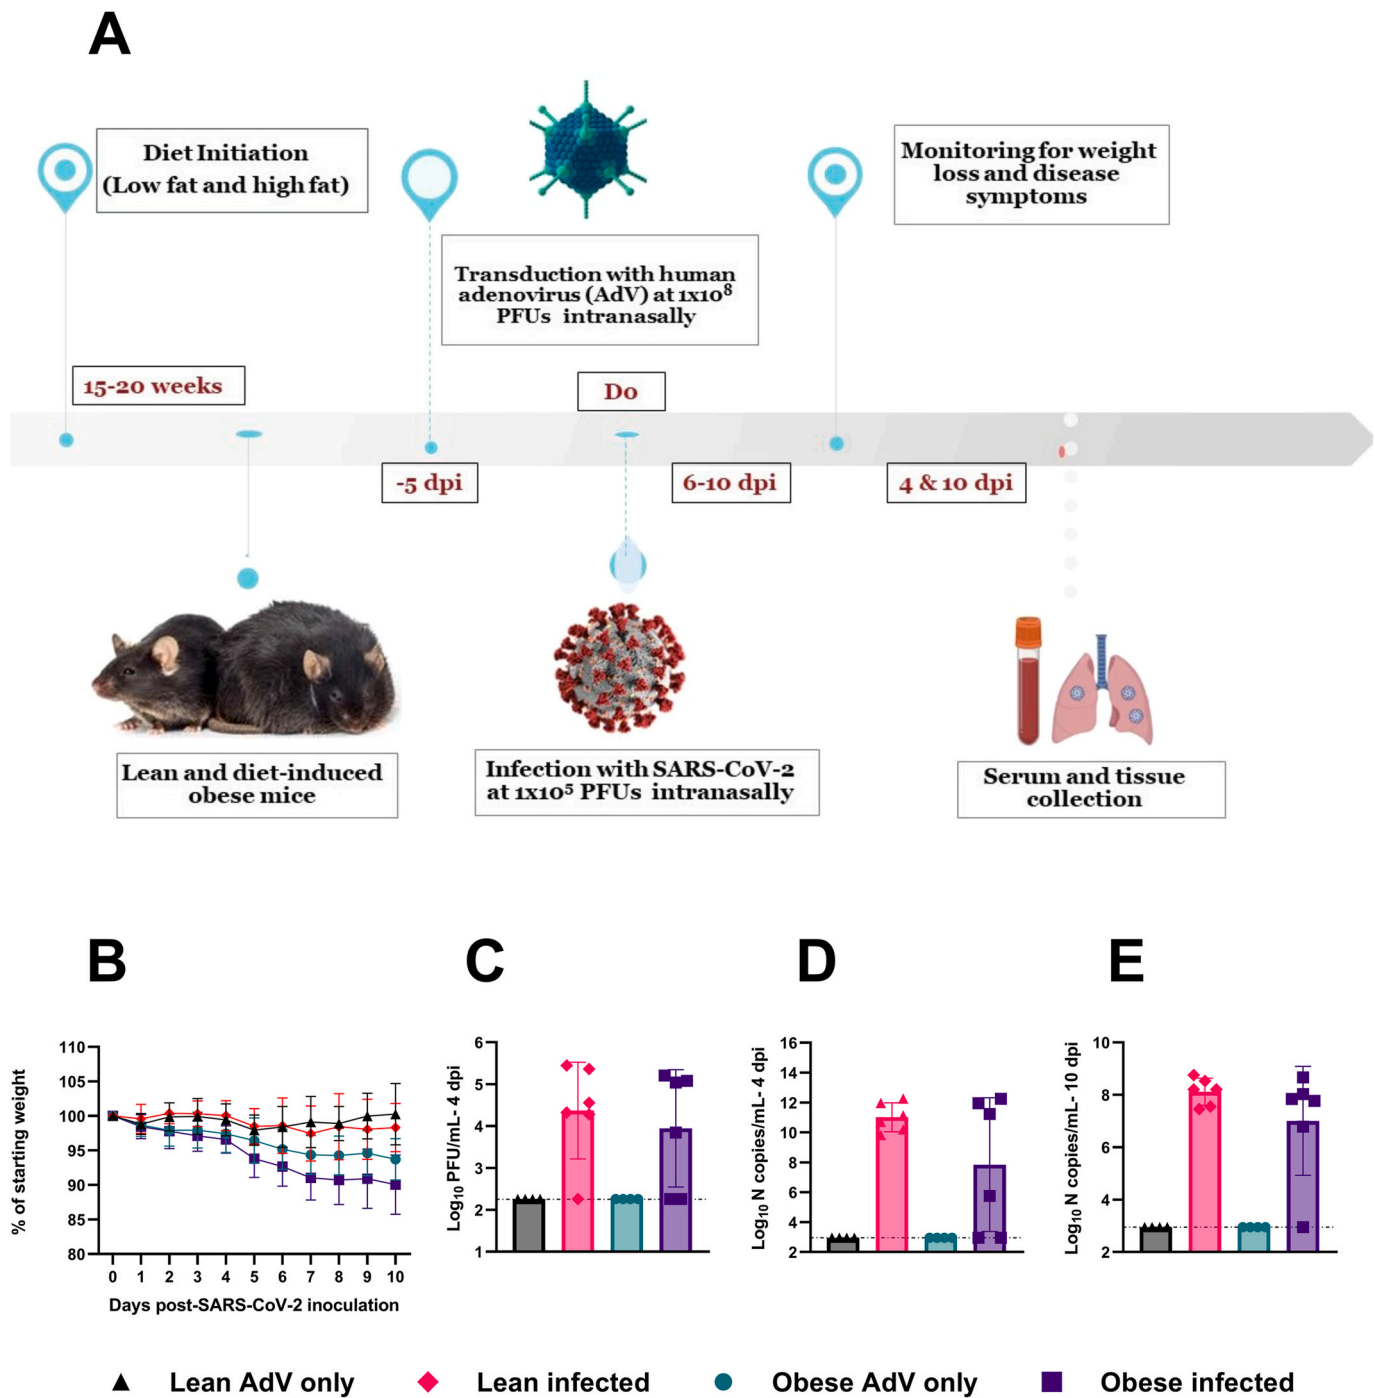 A
Diet Initiation
(Low fat and high fat)
Monitoring for weight
loss and disease
symptoms
Transduction with human
adenovirus (AdV) at 1x10⁸
PFUs intranasally
15-20 weeks
D0
-5 dpi
6-10 dpi
4 & 10 dpi
Lean and diet-induced
obese mice
Infection with SARS-CoV-2
at 1x10⁵ PFUs intranasally
Serum and tissue
collection
B
% of starting weight
110
105
100
95
90
85
80
0 1 2 3 4 5 6 7 8 9 10
Days post-SARS-CoV-2 inoculation
C
Log₁₀ PFU/mL- 4 dpi
6
5
4
3
2
1
D
Log₁₀ N copies/mL- 4 dpi
16
14
12
10
8
6
4
2
E
Log₁₀ N copies/mL- 10 dpi
10
8
6
4
2
Lean AdV only Lean infected Obese AdV only Obese infected